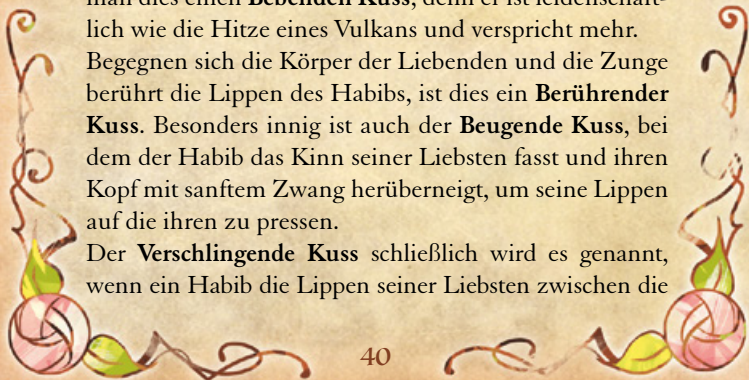 man dies einen Bebenden Kuss, denn er ist leidenschaft-
lich wie die Hitze eines Vulkans und verspricht mehr.
Begegnen sich die Körper der Liebenden und die Zunge
berührt die Lippen des Habibs, ist dies ein Berührender
Kuss. Besonders innig ist auch der Beugende Kuss, bei
dem der Habib das Kinn seiner Liebsten fasst und ihren
Kopf mit sanftem Zwang herüberneigt, um seine Lippen
auf die ihren zu pressen.
Der Verschlingende Kuss schließlich wird es genannt,
wenn ein Habib die Lippen seiner Liebsten zwischen die
40